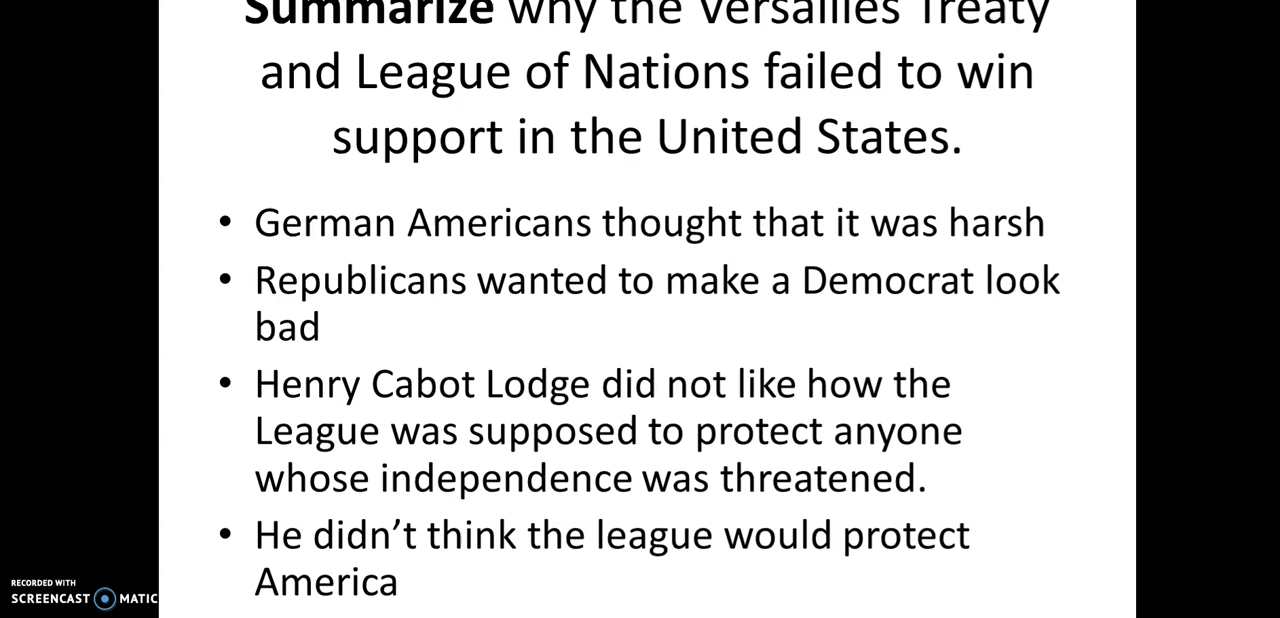 Summarize why the Versailles Treaty
and League of Nations failed to win
support in the United States.
• German Americans thought that it was harsh
• Republicans wanted to make a Democrat look
bad
• Henry Cabot Lodge did not like how the
League was supposed to protect anyone
whose independence was threatened.
• He didn’t think the league would protect
America
RECORDED WITH
SCREENCAST MATIC